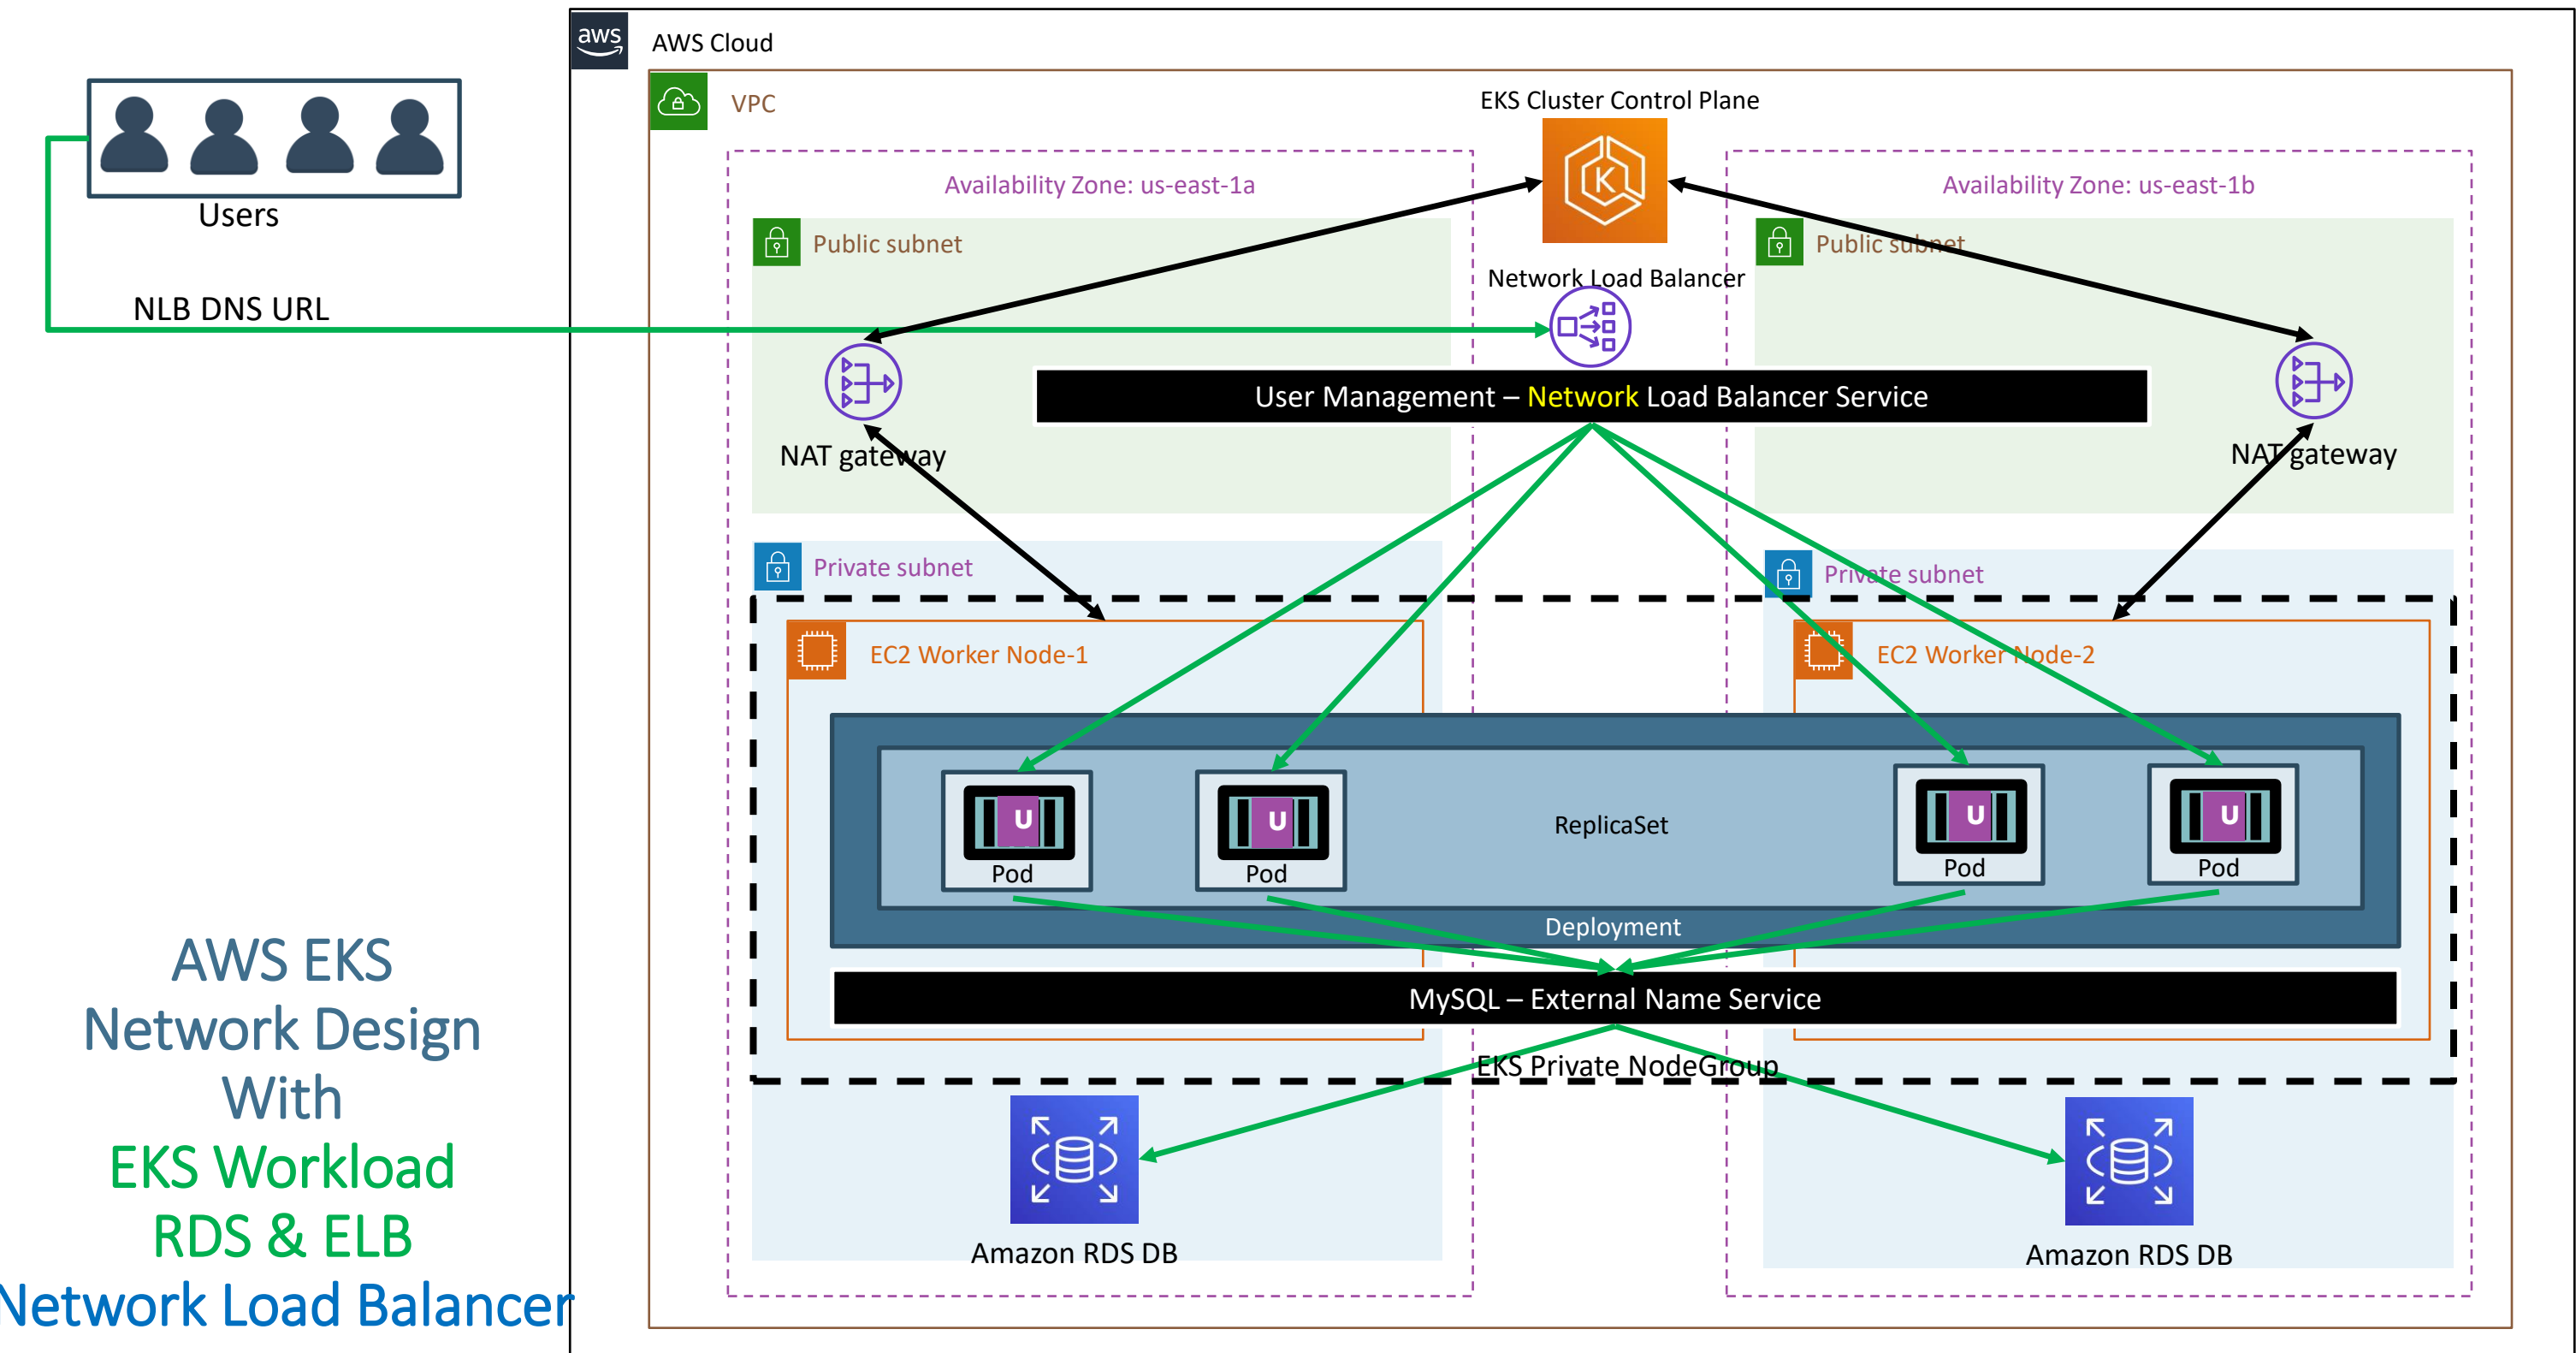 aws
AWS Cloud
VPC
EKS Cluster Control Plane
Availability Zone: us-east-1a
Availability Zone: us-east-1b
Users
Public subnet
Public subnet
K
Network Load Balancer
NLB DNS URL
User Management – Network Load Balancer Service
NAT gateway
NAT gateway
Private subnet
Private subnet
EC2 Worker Node-1
EC2 Worker Node-2
U
U
U
U
ReplicaSet
Pod
Pod
Pod
Pod
Deployment
MySQL – External Name Service
EKS Private NodeGroup
Amazon RDS DB
Amazon RDS DB
AWS EKS
Network Design
With
EKS Workload
RDS & ELB
Network Load Balancer